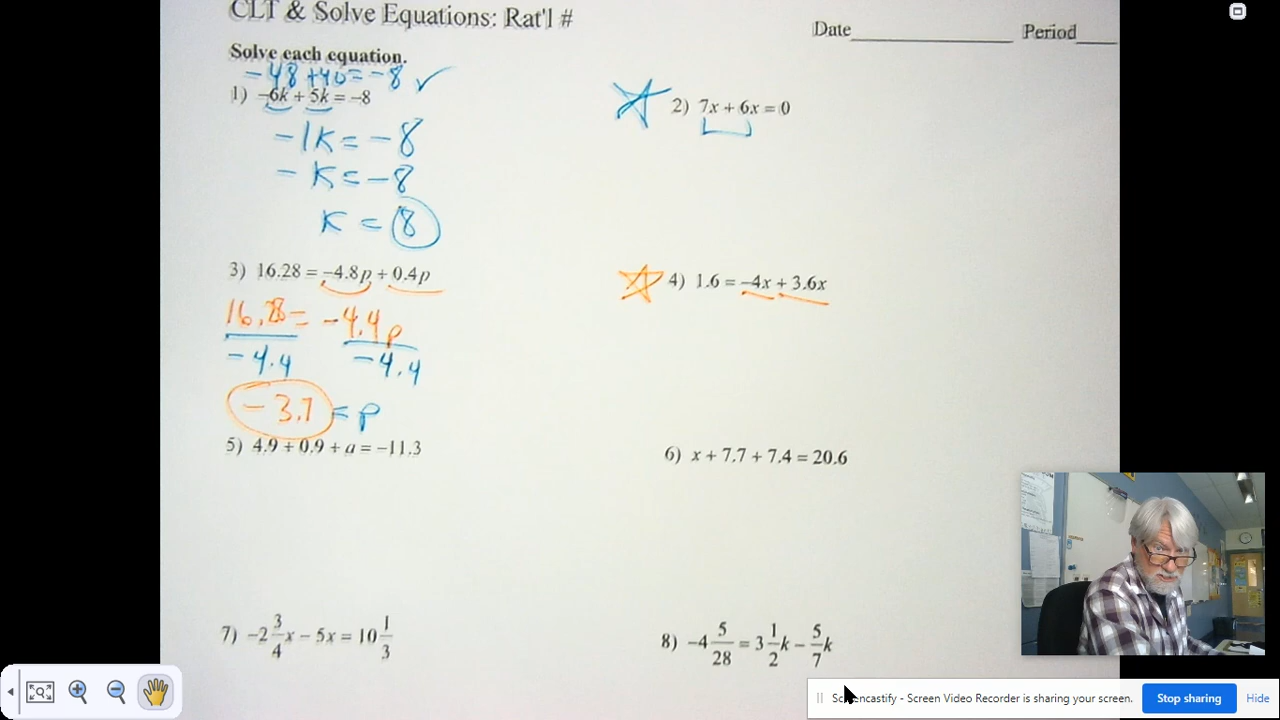 CLT & Solve Equations: Rat'l #
Date____________ Period____
Solve each equation.
-48 +40 = -8 ✓
1) -6k + 5k = -8
-1K = -8
- K = -8
K = 8
2) 7x + 6x = 0
3) 16.28 = -4.8p + 0.4p
16.28 = -4.4p
-4.4 -4.4
-3.7 = p
4) 1.6 = -4x + 3.6x
5) 4.9 + 0.9 + a = -11.3
6) x + 7.7 + 7.4 = 20.6
7) -2 3/4 x - 5x = 10 1/3
8) -4 5/28 = 3 1/2 k - 5/7 k
Screencastify - Screen Video Recorder is sharing your screen.
Stop sharing
Hide